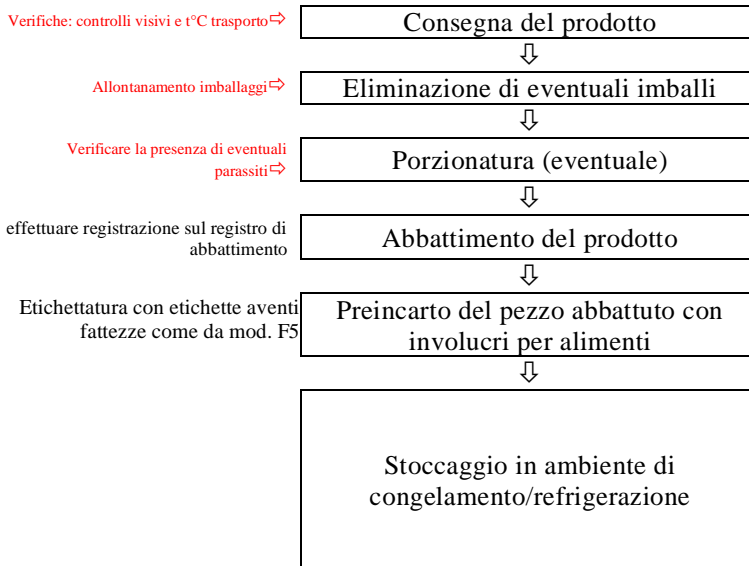 Verifiche: controlli visivi e t°C trasporto⇨
Consegna del prodotto
⇩
Allontanamento imballaggi⇨
Eliminazione di eventuali imballi
⇩
Verificare la presenza di eventuali
parassiti⇨
Porzionatura (eventuale)
⇩
effettuare registrazione sul registro di
abbattimento
Abbattimento del prodotto
⇩
Etichettatura con etichette aventi
fattezze come da mod. F5
Preincarto del pezzo abbattuto con
involucri per alimenti
⇩
Stoccaggio in ambiente di
congelamento/refrigerazione